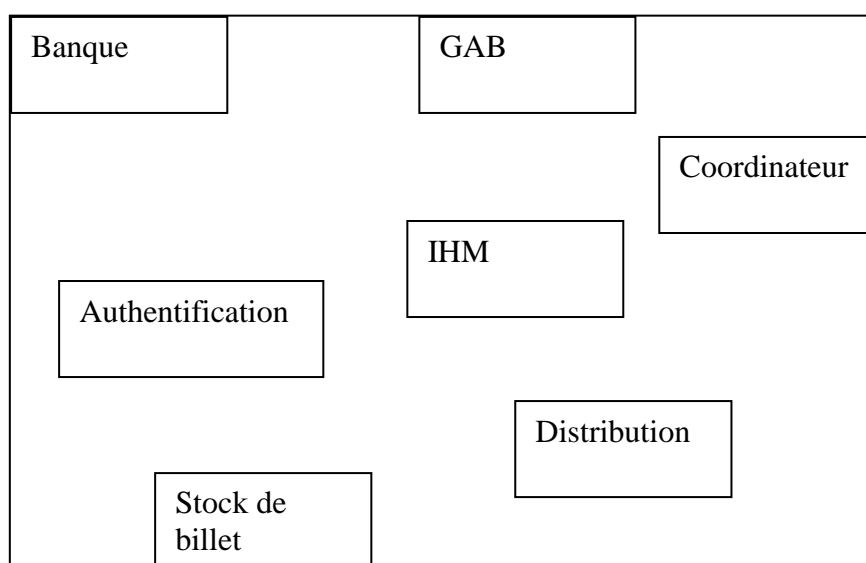 Banque
GAB
Coordinateur
IHM
Authentification
Distribution
Stock de
billet